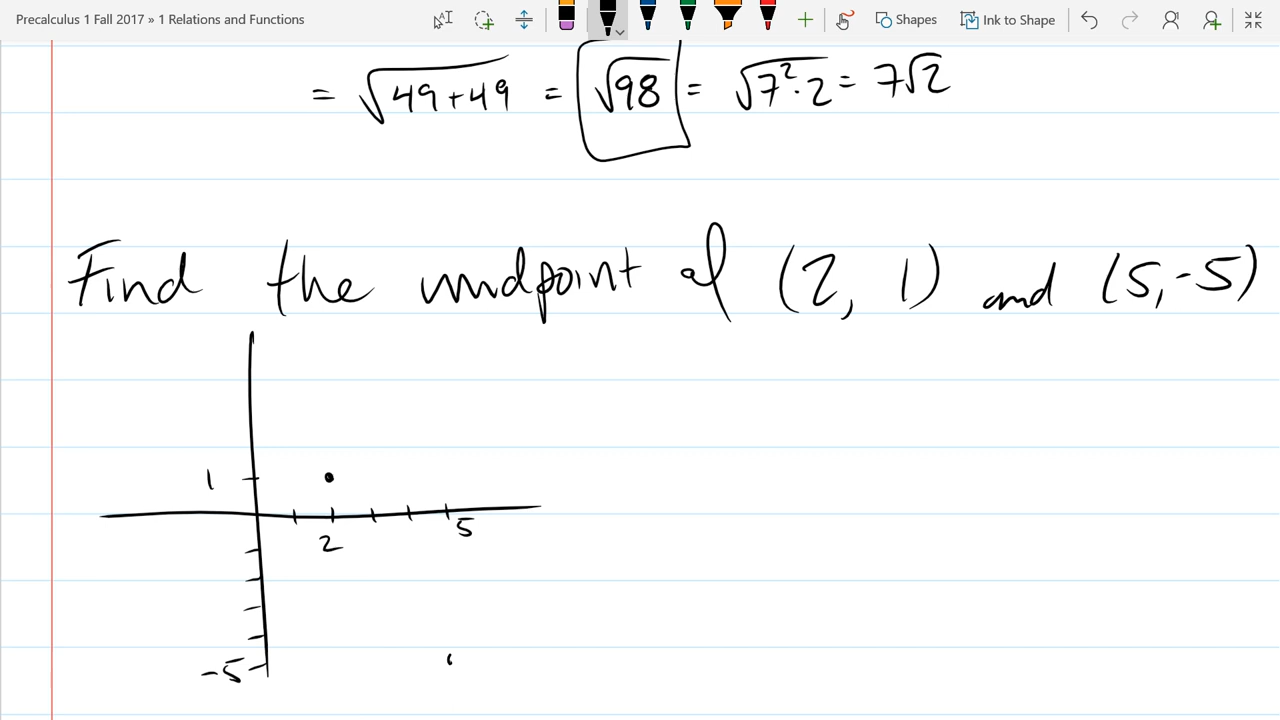 Precalculus 1 Fall 2017 » 1 Relations and Functions
Shapes
Ink to Shape
= √49+49 = √98 = √7²·2 = 7√2
Find the midpoint of (2, 1) and (5,-5)
1
5
2
-5